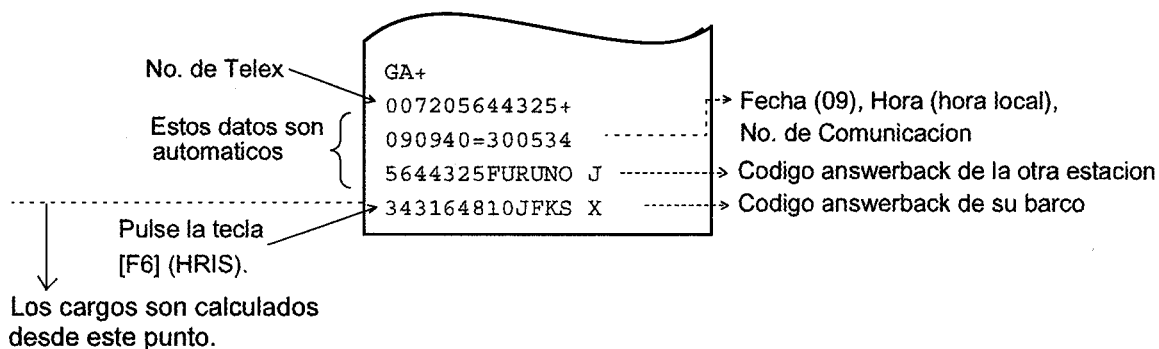 No. de Telex
Estos datos son
automaticos
Pulse la tecla
[F6] (HRIS).
Los cargos son calculados
desde este punto.
GA+
007205644325+
090940=300534
5644325FURUNO J
343164810JFKS X
Fecha (09), Hora (hora local),
No. de Comunicacion
Codigo answerback de la otra estacion
Codigo answerback de su barco